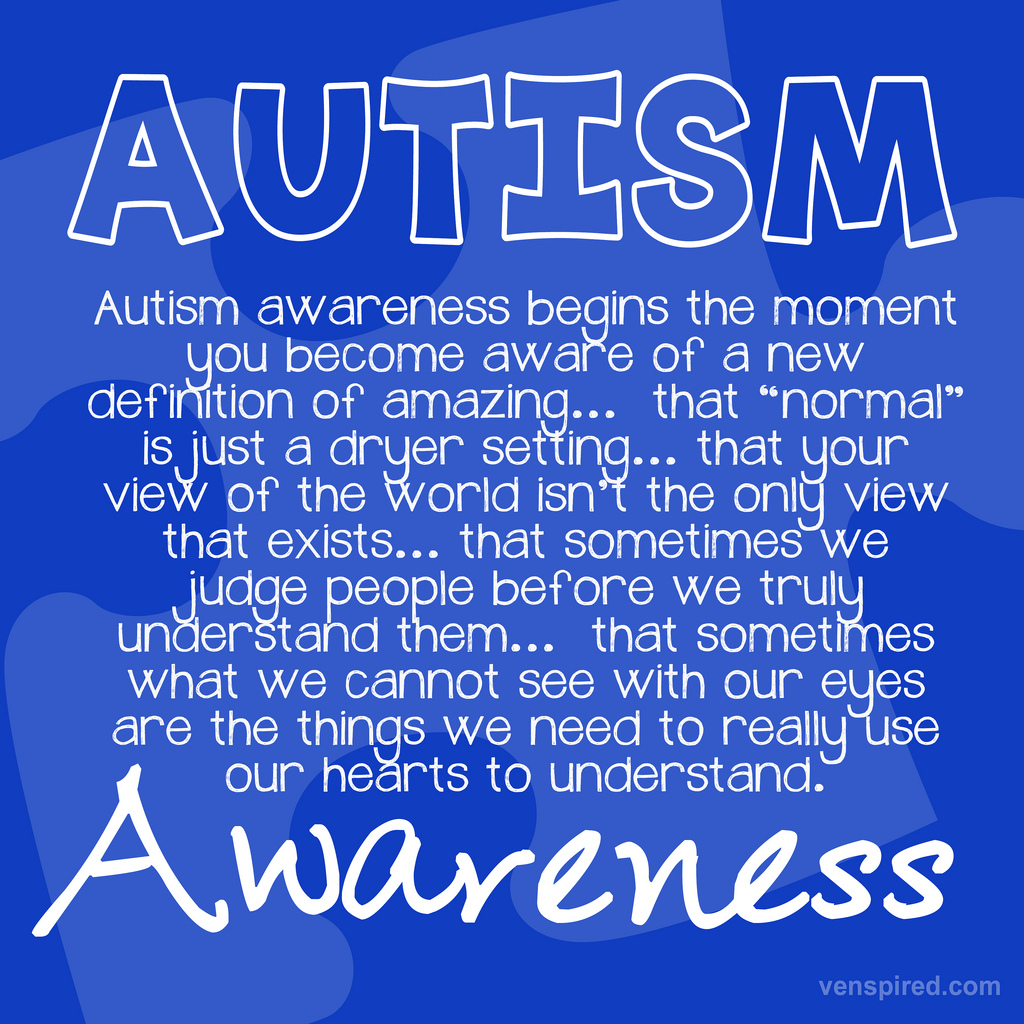 AUTISM
Autism awareness begins the moment
you become aware of a new
definition of amazing... that “normal”
is just a dryer setting... that your
view of the world isn't the only view
that exists... that sometimes we
judge people before we truly
understand them... that sometimes
what we cannot see with our eyes
are the things we need to really use
our hearts to understand.
Awareness
venspired.com